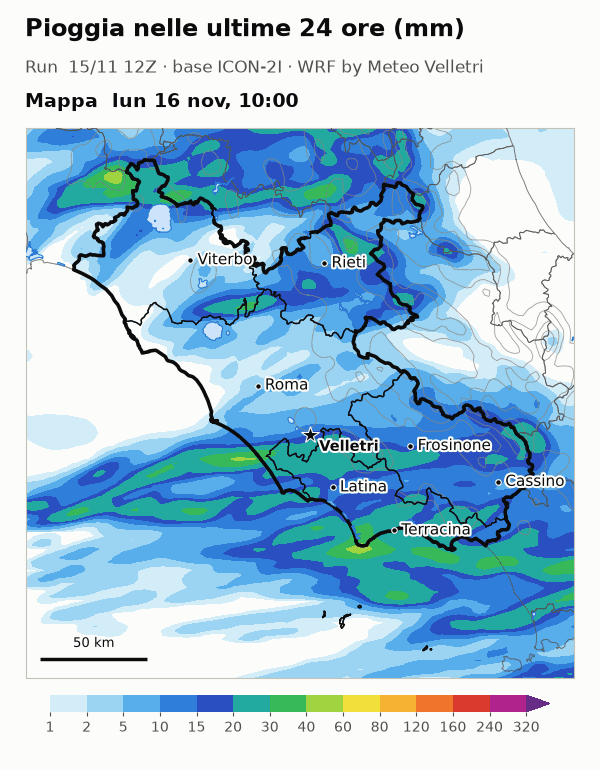 Pioggia nelle ultime 24 ore (mm)
Run  15/11 12Z · base ICON-2I · WRF by Meteo Velletri
Mappa  lun 16 nov, 10:00
Viterbo
Rieti
Roma
Velletri
Frosinone
Latina
Cassino
Terracina
50 km
1 2 5 10 15 20 30 40 60 80 120 160 240 320